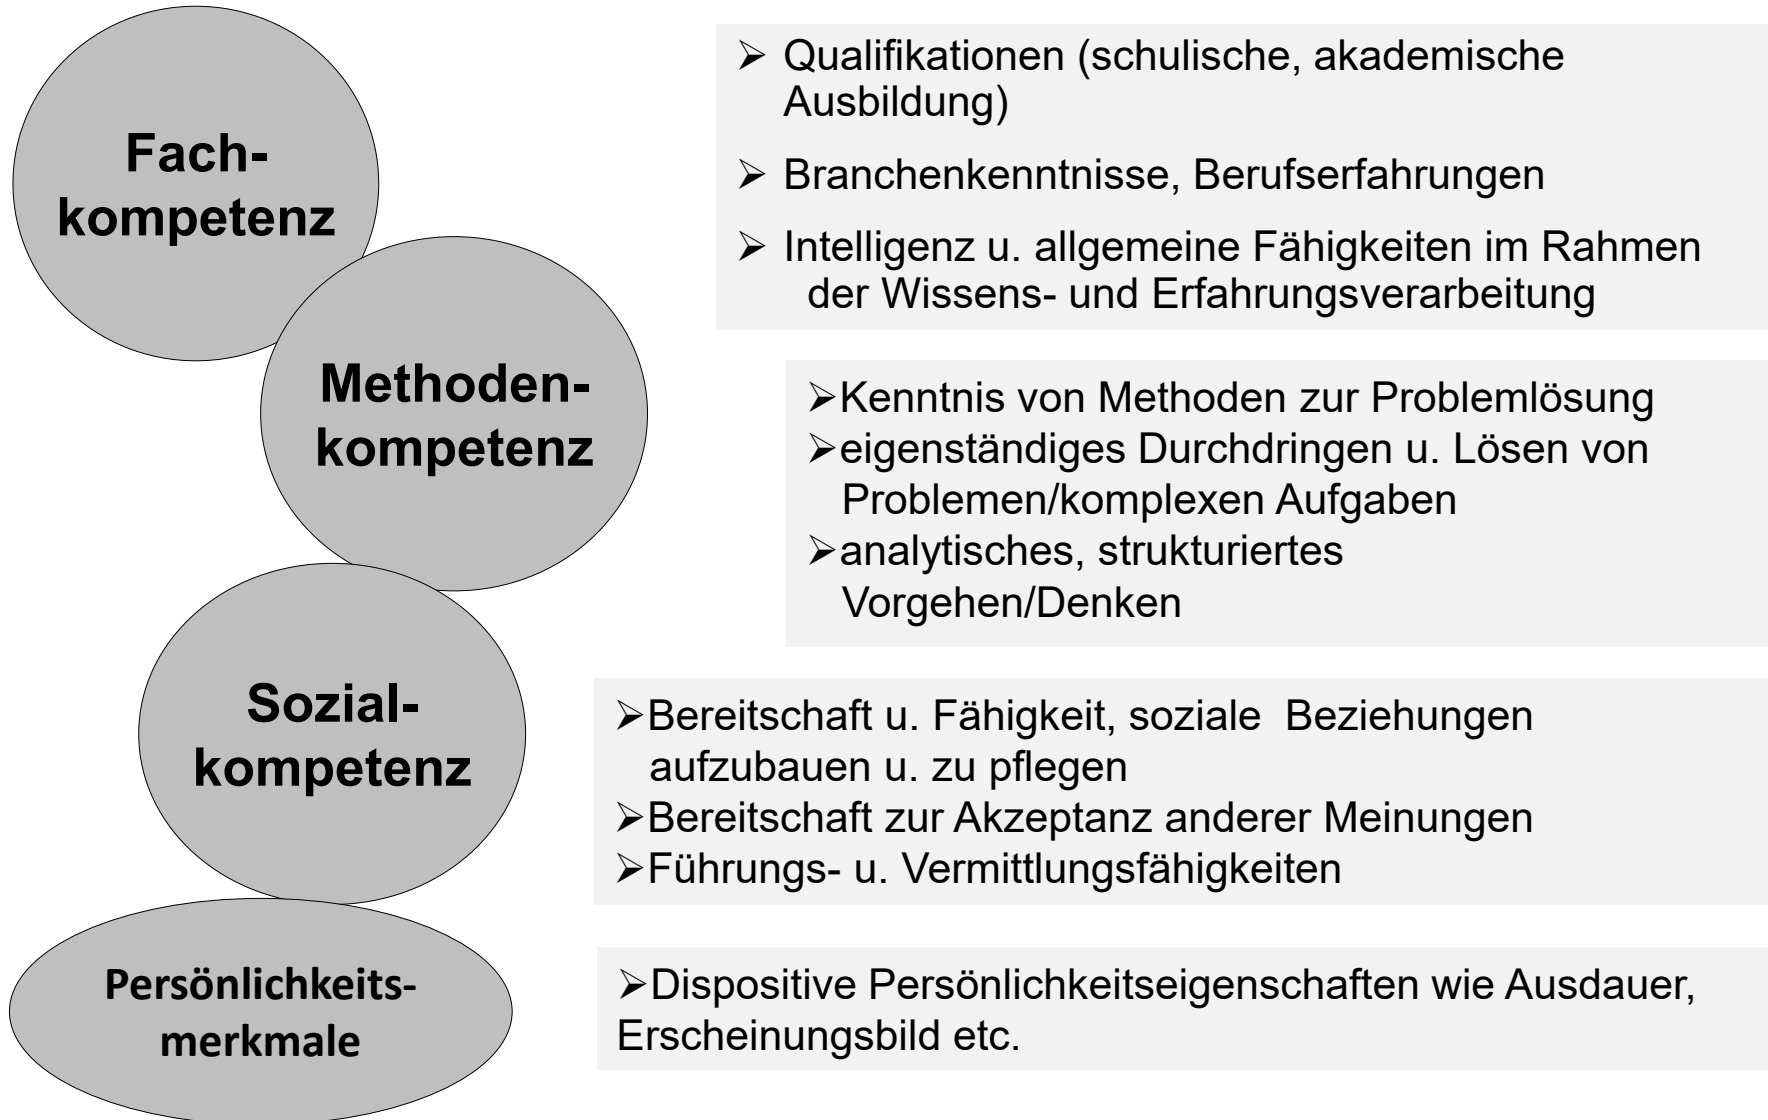 Fach-
kompetenz
➢ Qualifikationen (schulische, akademische
Ausbildung)
➢ Branchenkenntnisse, Berufserfahrungen
➢ Intelligenz u. allgemeine Fähigkeiten im Rahmen
der Wissens- und Erfahrungsverarbeitung
Methoden-
kompetenz
➢Kenntnis von Methoden zur Problemlösung
➢eigenständiges Durchdringen u. Lösen von
Problemen/komplexen Aufgaben
➢analytisches, strukturiertes
Vorgehen/Denken
Sozial-
kompetenz
➢Bereitschaft u. Fähigkeit, soziale Beziehungen
aufzubauen u. zu pflegen
➢Bereitschaft zur Akzeptanz anderer Meinungen
➢Führungs- u. Vermittlungsfähigkeiten
Persönlichkeits-
merkmale
➢Dispositive Persönlichkeitseigenschaften wie Ausdauer,
Erscheinungsbild etc.